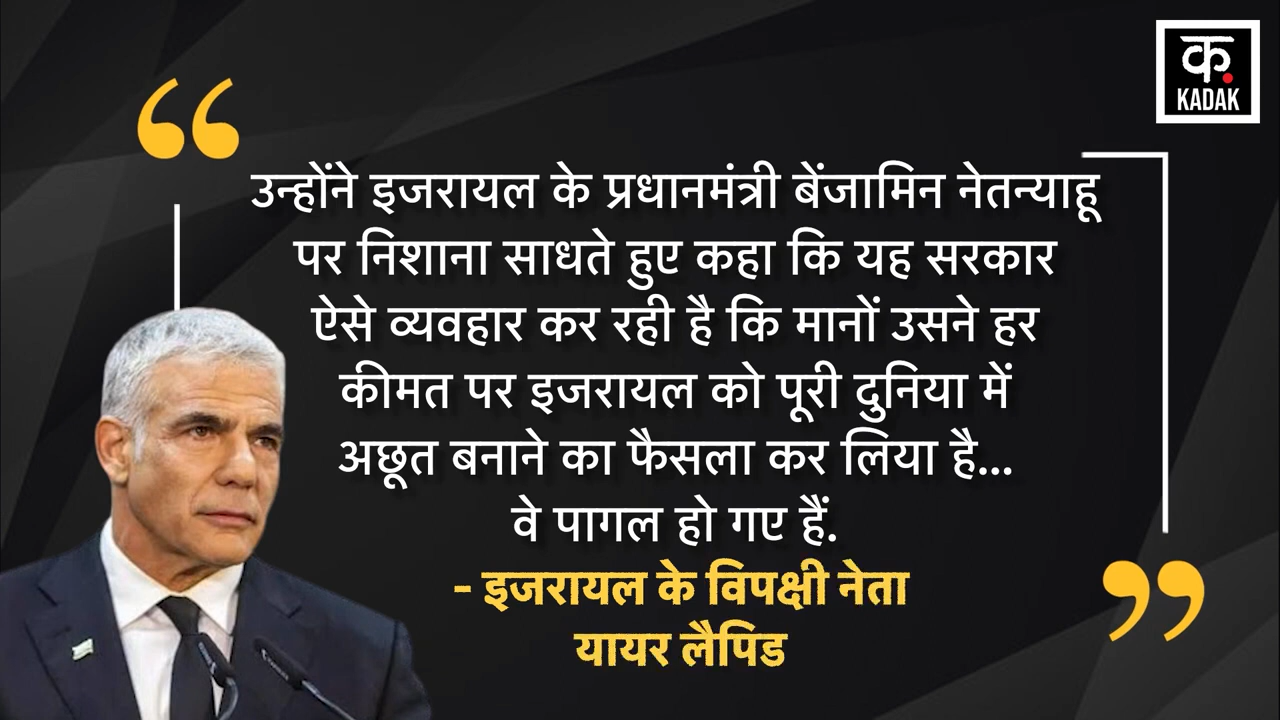 क
KADAK
“
उन्होंने इजरायल के प्रधानमंत्री बेंजामिन नेतन्याहू
पर निशाना साधते हुए कहा कि यह सरकार
ऐसे व्यवहार कर रही है कि मानों उसने हर
कीमत पर इजरायल को पूरी दुनिया में
अछूत बनाने का फैसला कर लिया है...
वे पागल हो गए हैं.
- इजरायल के विपक्षी नेता
यायर लैपिड
”